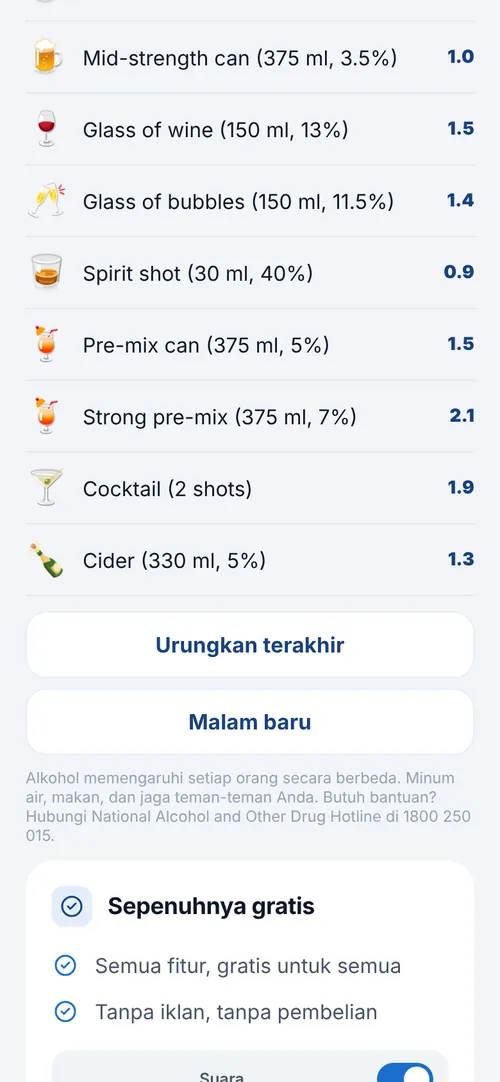 Mid-strength can (375 ml, 3.5%) 1.0
Glass of wine (150 ml, 13%) 1.5
Glass of bubbles (150 ml, 11.5%) 1.4
Spirit shot (30 ml, 40%) 0.9
Pre-mix can (375 ml, 5%) 1.5
Strong pre-mix (375 ml, 7%) 2.1
Cocktail (2 shots) 1.9
Cider (330 ml, 5%) 1.3
Urungkan terakhir
Malam baru
Alkohol memengaruhi setiap orang secara berbeda. Minum
air, makan, dan jaga teman-teman Anda. Butuh bantuan?
Hubungi National Alcohol and Other Drug Hotline di 1800 250
015.
Sepenuhnya gratis
Semua fitur, gratis untuk semua
Tanpa iklan, tanpa pembelian
Suara